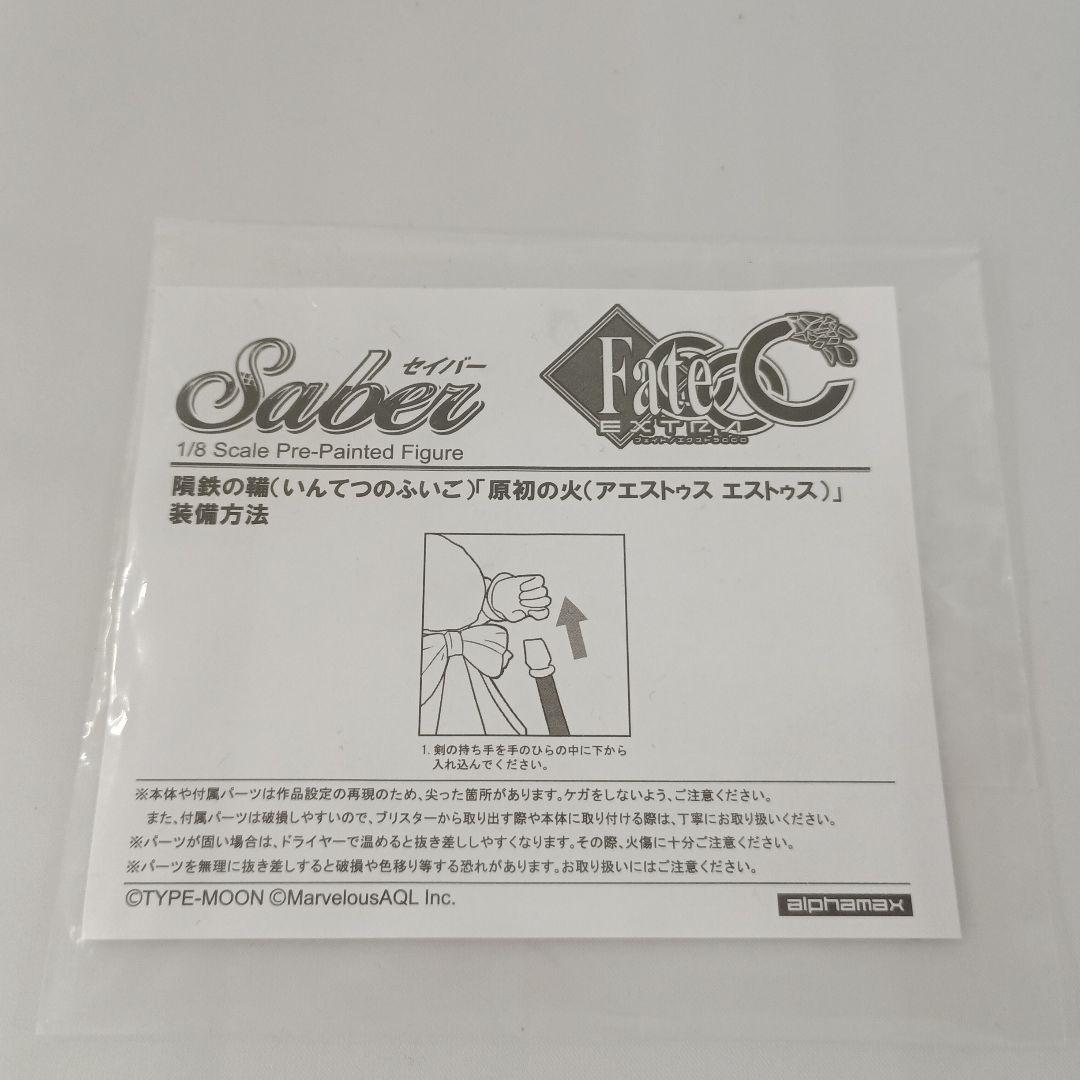 Saber セイバー
Fate EXTRA CCC
フェイト/エクストラCCC
1/8 Scale Pre-Painted Figure
隕鉄の鞴(いんてつのふいご)「原初の火(アエストゥス エストゥス)」
装備方法
1. 剣の持ち手を手のひらの中に下から
入れ込んでください。
※本体や付属パーツは作品設定の再現のため、尖った箇所があります。ケガをしないよう、ご注意ください。
また、付属パーツは破損しやすいので、ブリスターから取り出す際や本体に取り付ける際は、丁寧にお取り扱いください。
※パーツが固い場合は、ドライヤーで温めると抜き差ししやすくなります。その際、火傷に十分ご注意ください。
※パーツを無理に抜き差しすると破損や色移り等する恐れがあります。お取り扱いにはご注意ください。
©TYPE-MOON ©MarvelousAQL Inc.
alphamax